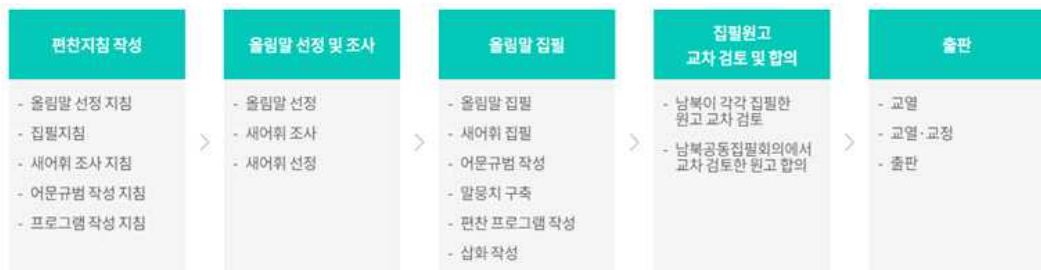 편찬지침 작성
- 올림말 선정 지침
- 집필지침
- 새어휘 조사 지침
- 어문규범 작성 지침
- 프로그램 작성 지침
올림말 선정 및 조사
- 올림말 선정
- 새어휘 조사
- 새어휘 선정
올림말 집필
- 올림말 집필
- 새어휘 집필
- 어문규범 작성
- 말뭉치 구축
- 편찬 프로그램 작성
- 삽화 작성
집필원고
교차 검토 및 합의
- 남북이 각각 집필한
원고 교차 검토
- 남북공동집필회의에서
교차 검토한 원고 합의
출판
- 교열
- 교열·교정
- 출판